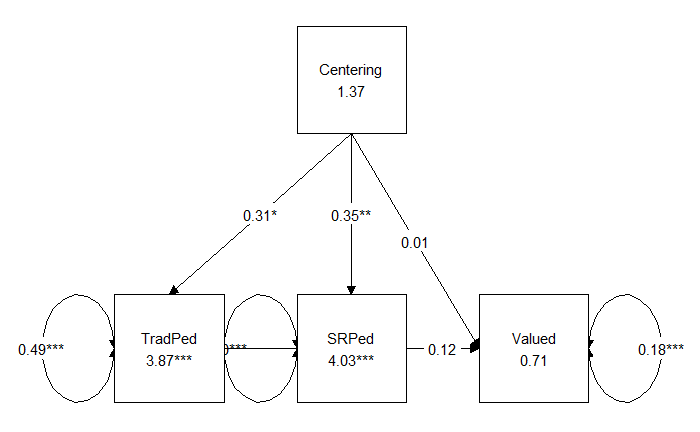 Centering
1.37
0.31*
0.35**
0.01
TradPed
3.87***
SRPed
4.03***
Valued
0.71
0.49***
0.12
0.18***